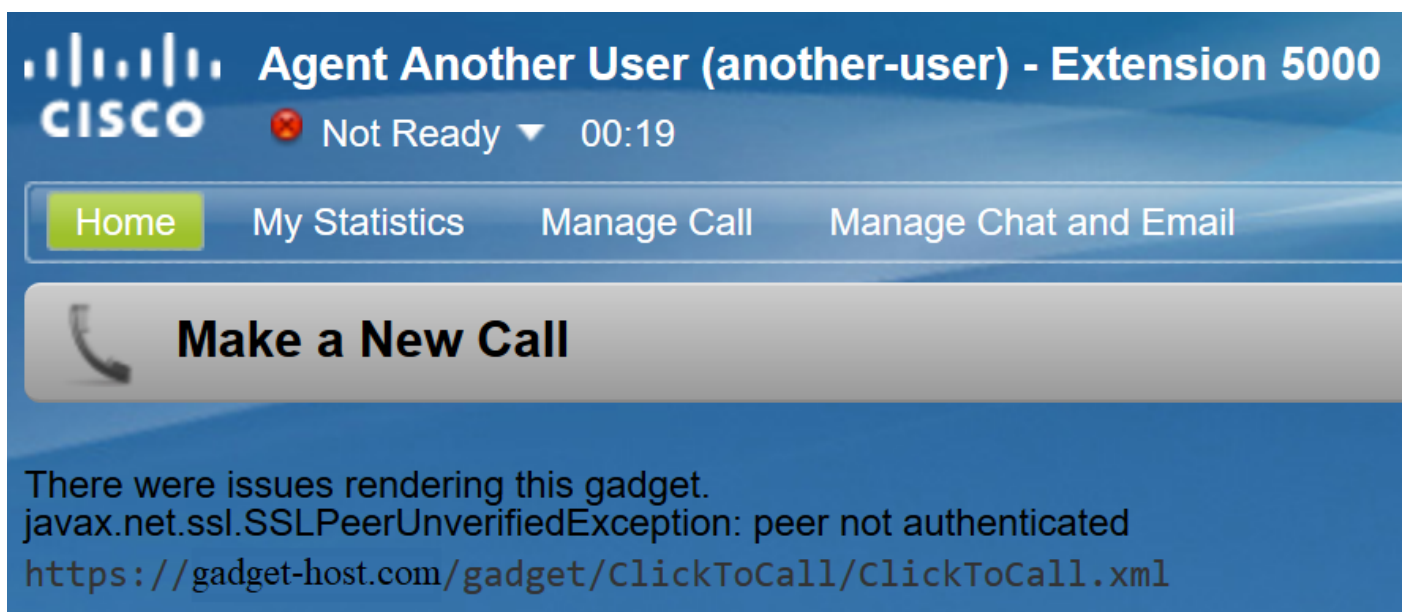 Agent Another User (another-user) - Extension 5000
CISCO
Not Ready 00:19
Home My Statistics Manage Call Manage Chat and Email
Make a New Call
There were issues rendering this gadget.
javax.net.ssl.SSLPeerUnverifiedException: peer not authenticated
https://gadget-host.com/gadget/ClickToCall/ClickToCall.xml